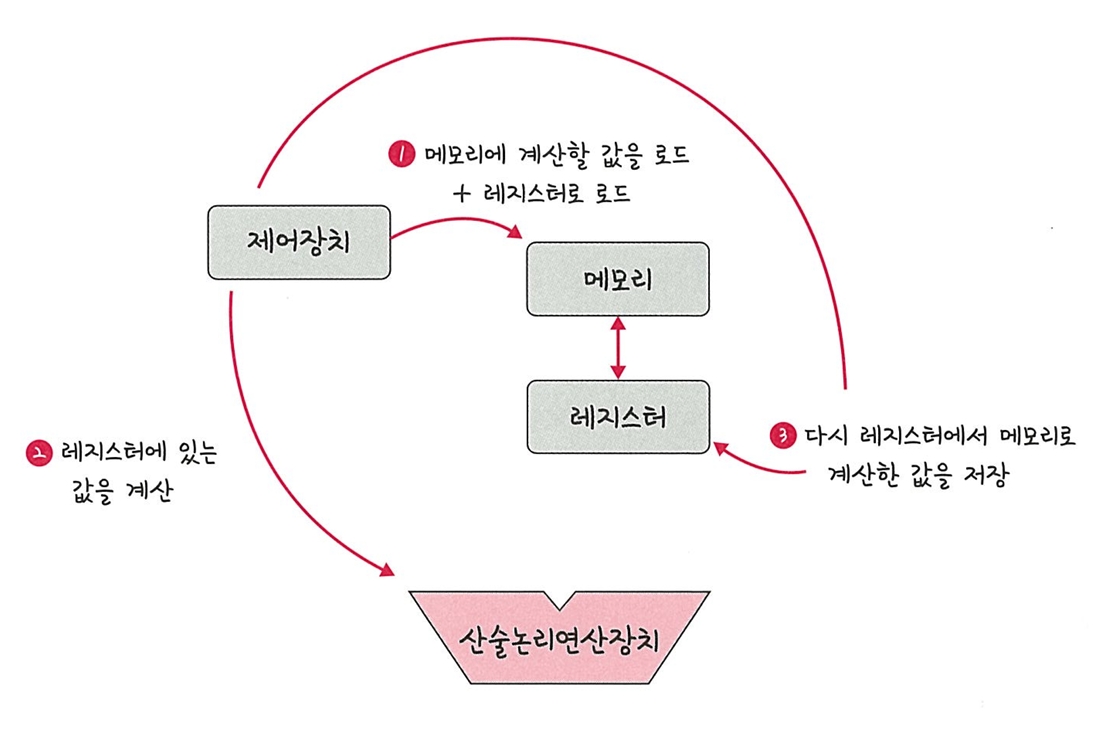 1 메모리에 계산할 값을 로드
+ 레지스터로 로드
제어장치
메모리
레지스터
2 레지스터에 있는
값을 계산
3 다시 레지스터에서 메모리로
계산한 값을 저장
산술논리연산장치